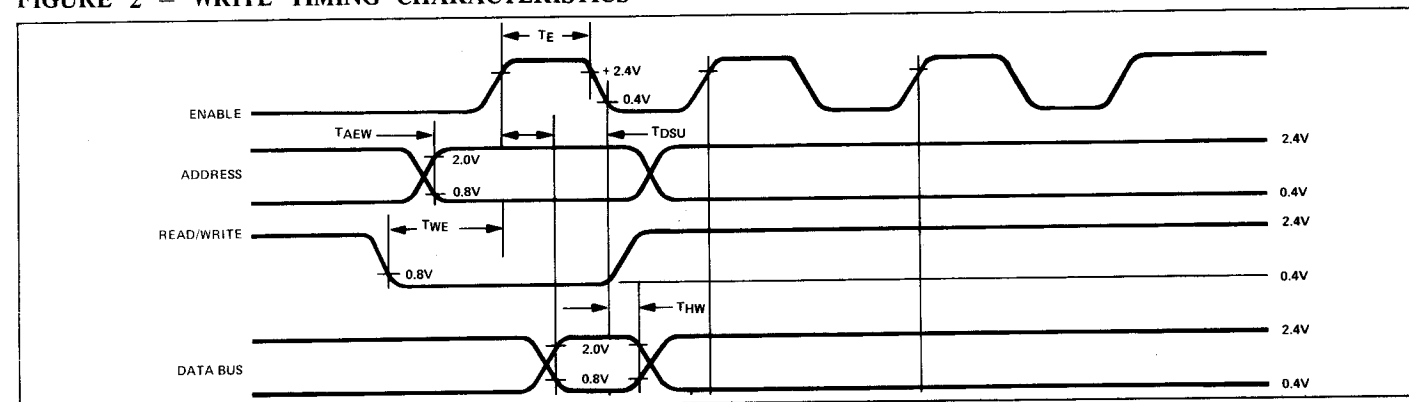 FIGURE 2 – WRITE TIMING CHARACTERISTICS
TE
+ 2.4V
0.4V
ENABLE
TAEW
TDSU
2.0V
2.4V
ADDRESS
0.8V
0.4V
READ/WRITE
TWE
2.4V
0.8V
0.4V
THW
2.0V
2.4V
DATA BUS
0.8V
0.4V